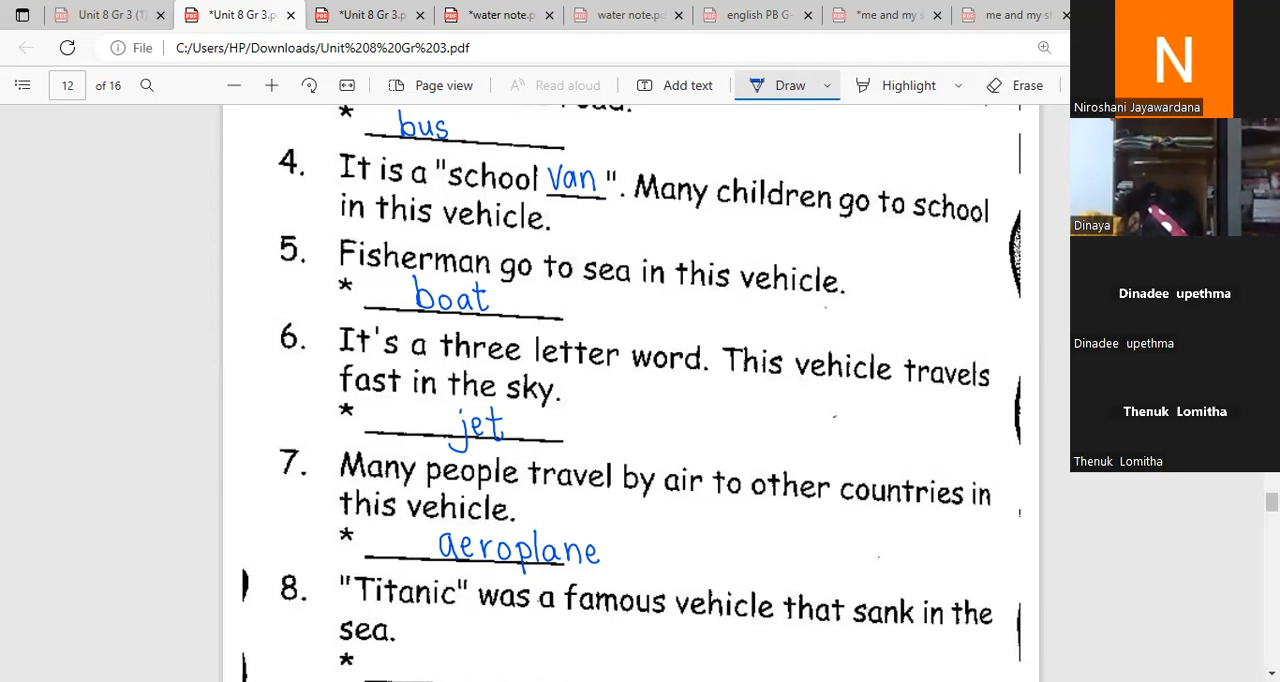 Unit 8 Gr 3 (1)
*Unit 8 Gr 3.p
*Unit 8 Gr 3.p
*water note.p
water note.p
english PB G-
*me and my s
me and my sl
File C:/Users/HP/Downloads/Unit%208%20Gr%203.pdf
12 of 16
Page view
Read aloud
Add text
Draw
Highlight
Erase
* bus
4. It is a "school van ". Many children go to school
in this vehicle.
5. Fisherman go to sea in this vehicle.
* boat
6. It's a three letter word. This vehicle travels
fast in the sky.
* jet
7. Many people travel by air to other countries in
this vehicle.
* aeroplane
8. "Titanic" was a famous vehicle that sank in the
sea.
*
N
Niroshani Jayawardana
Dinaya
Dinadee upethma
Dinadee upethma
Thenuk Lomitha
Thenuk Lomitha